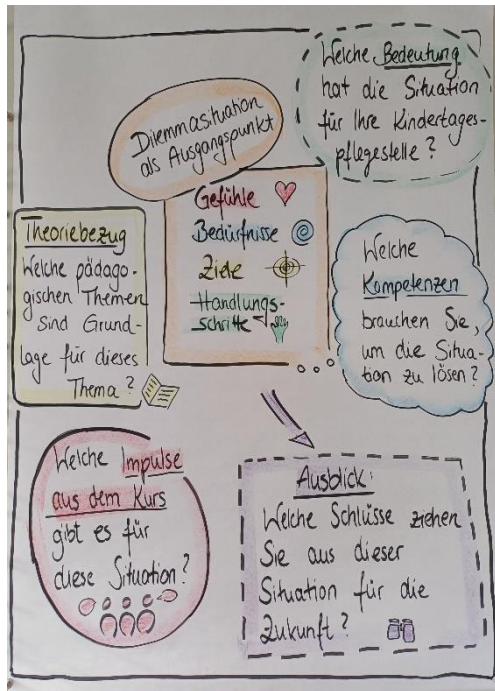 Dilemmasituation
als Ausgangspunkt
Gefühle
Bedürfnisse
Ziele
Handlungs-
schritte
Welche Bedeutung
hat die Situation
für Ihre Kindertages-
pflegestelle?
Theoriebezug
Welche pädago-
gischen Themen
sind Grund-
lage für dieses
Thema?
Welche
Kompetenzen
brauchen Sie,
um die Situa-
tion zu lösen?
Welche Impulse
aus dem Kurs
gibt es für
diese Situation?
Ausblick:
Welche Schlüsse ziehen
Sie aus dieser
Situation für die
Zukunft?